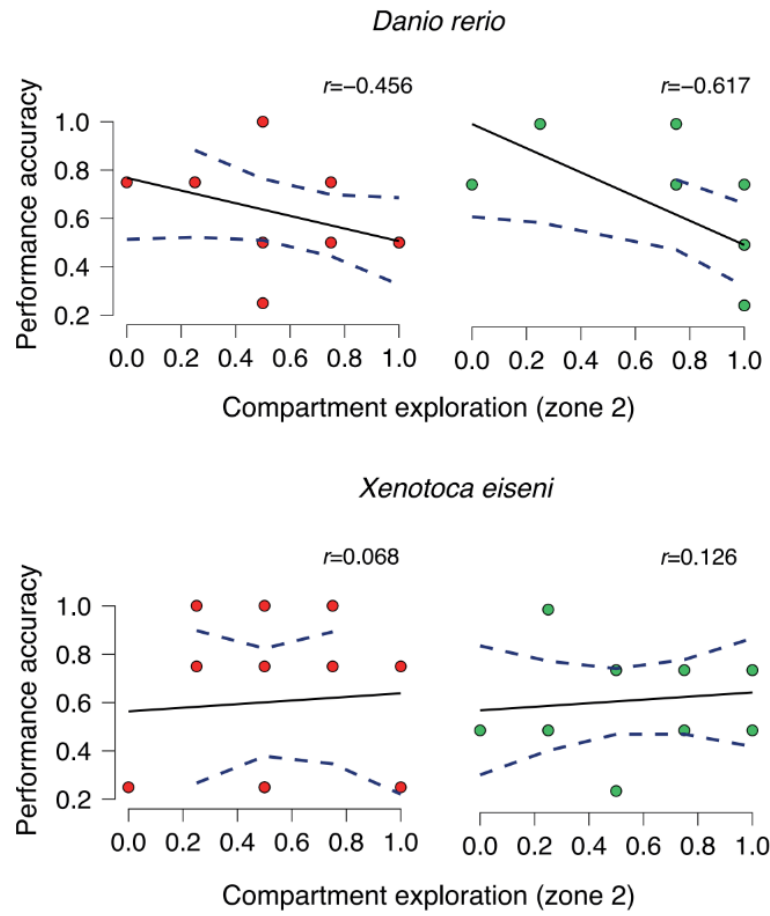 Danio rerio
r=−0.456
r=−0.617
Performance accuracy
1.0
0.8
0.6
0.4
0.2
0.0 0.2 0.4 0.6 0.8 1.0
0.0 0.2 0.4 0.6 0.8 1.0
Compartment exploration (zone 2)
Xenotoca eiseni
r=0.068
r=0.126
Performance accuracy
1.0
0.8
0.6
0.4
0.2
0.0 0.2 0.4 0.6 0.8 1.0
0.0 0.2 0.4 0.6 0.8 1.0
Compartment exploration (zone 2)